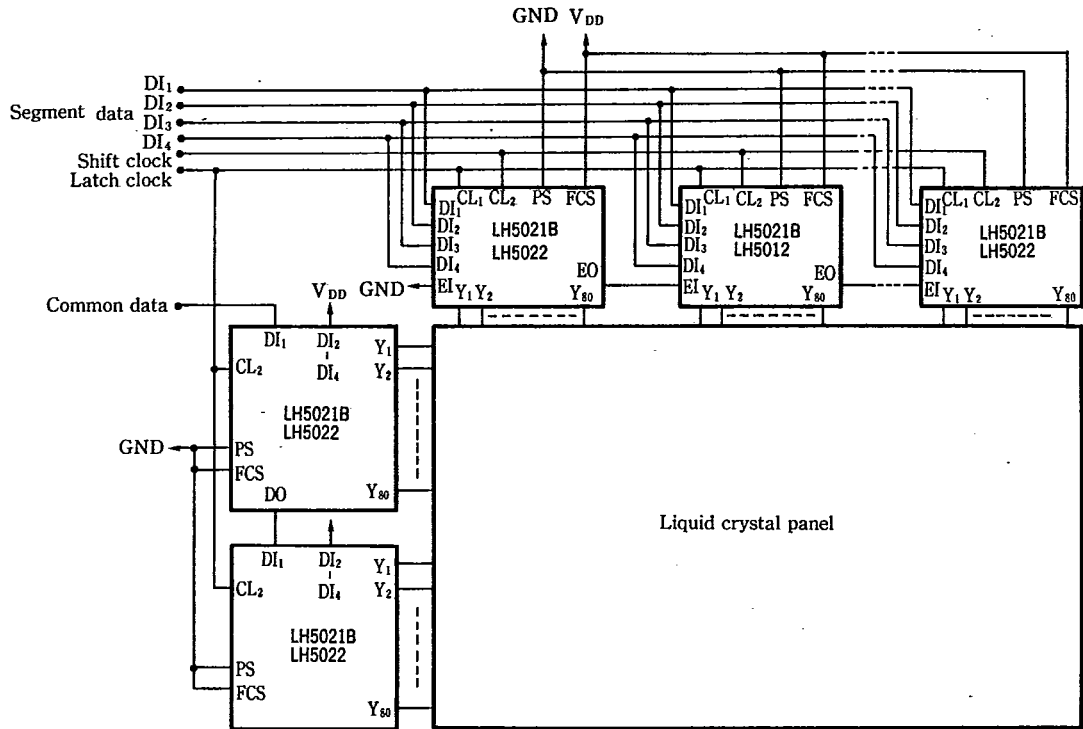 GND VDD
DI1
DI2
Segment data
DI3
DI4
Shift clock
Latch clock
CL1 CL2 PS FCS
DI1
DI2
DI3
DI4
LH5021B
LH5022
EO
EI
Y1 Y2 Y80
GND
CL1 CL2 PS FCS
DI1
DI2
DI3
DI4
LH5021B
LH5012
EO
EI
Y1 Y2 Y80
CL1 CL2 PS FCS
DI1
DI2
DI3
DI4
LH5021B
LH5022
EI
Y1 Y2 Y80
Common data
VDD
DI1 DI2
DI4
CL2
Y1
Y2
LH5021B
LH5022
GND
PS
FCS
DO
Y80
Liquid crystal panel
DI1 DI2
DI4
CL2
Y1
Y2
LH5021B
LH5022
PS
FCS
Y80